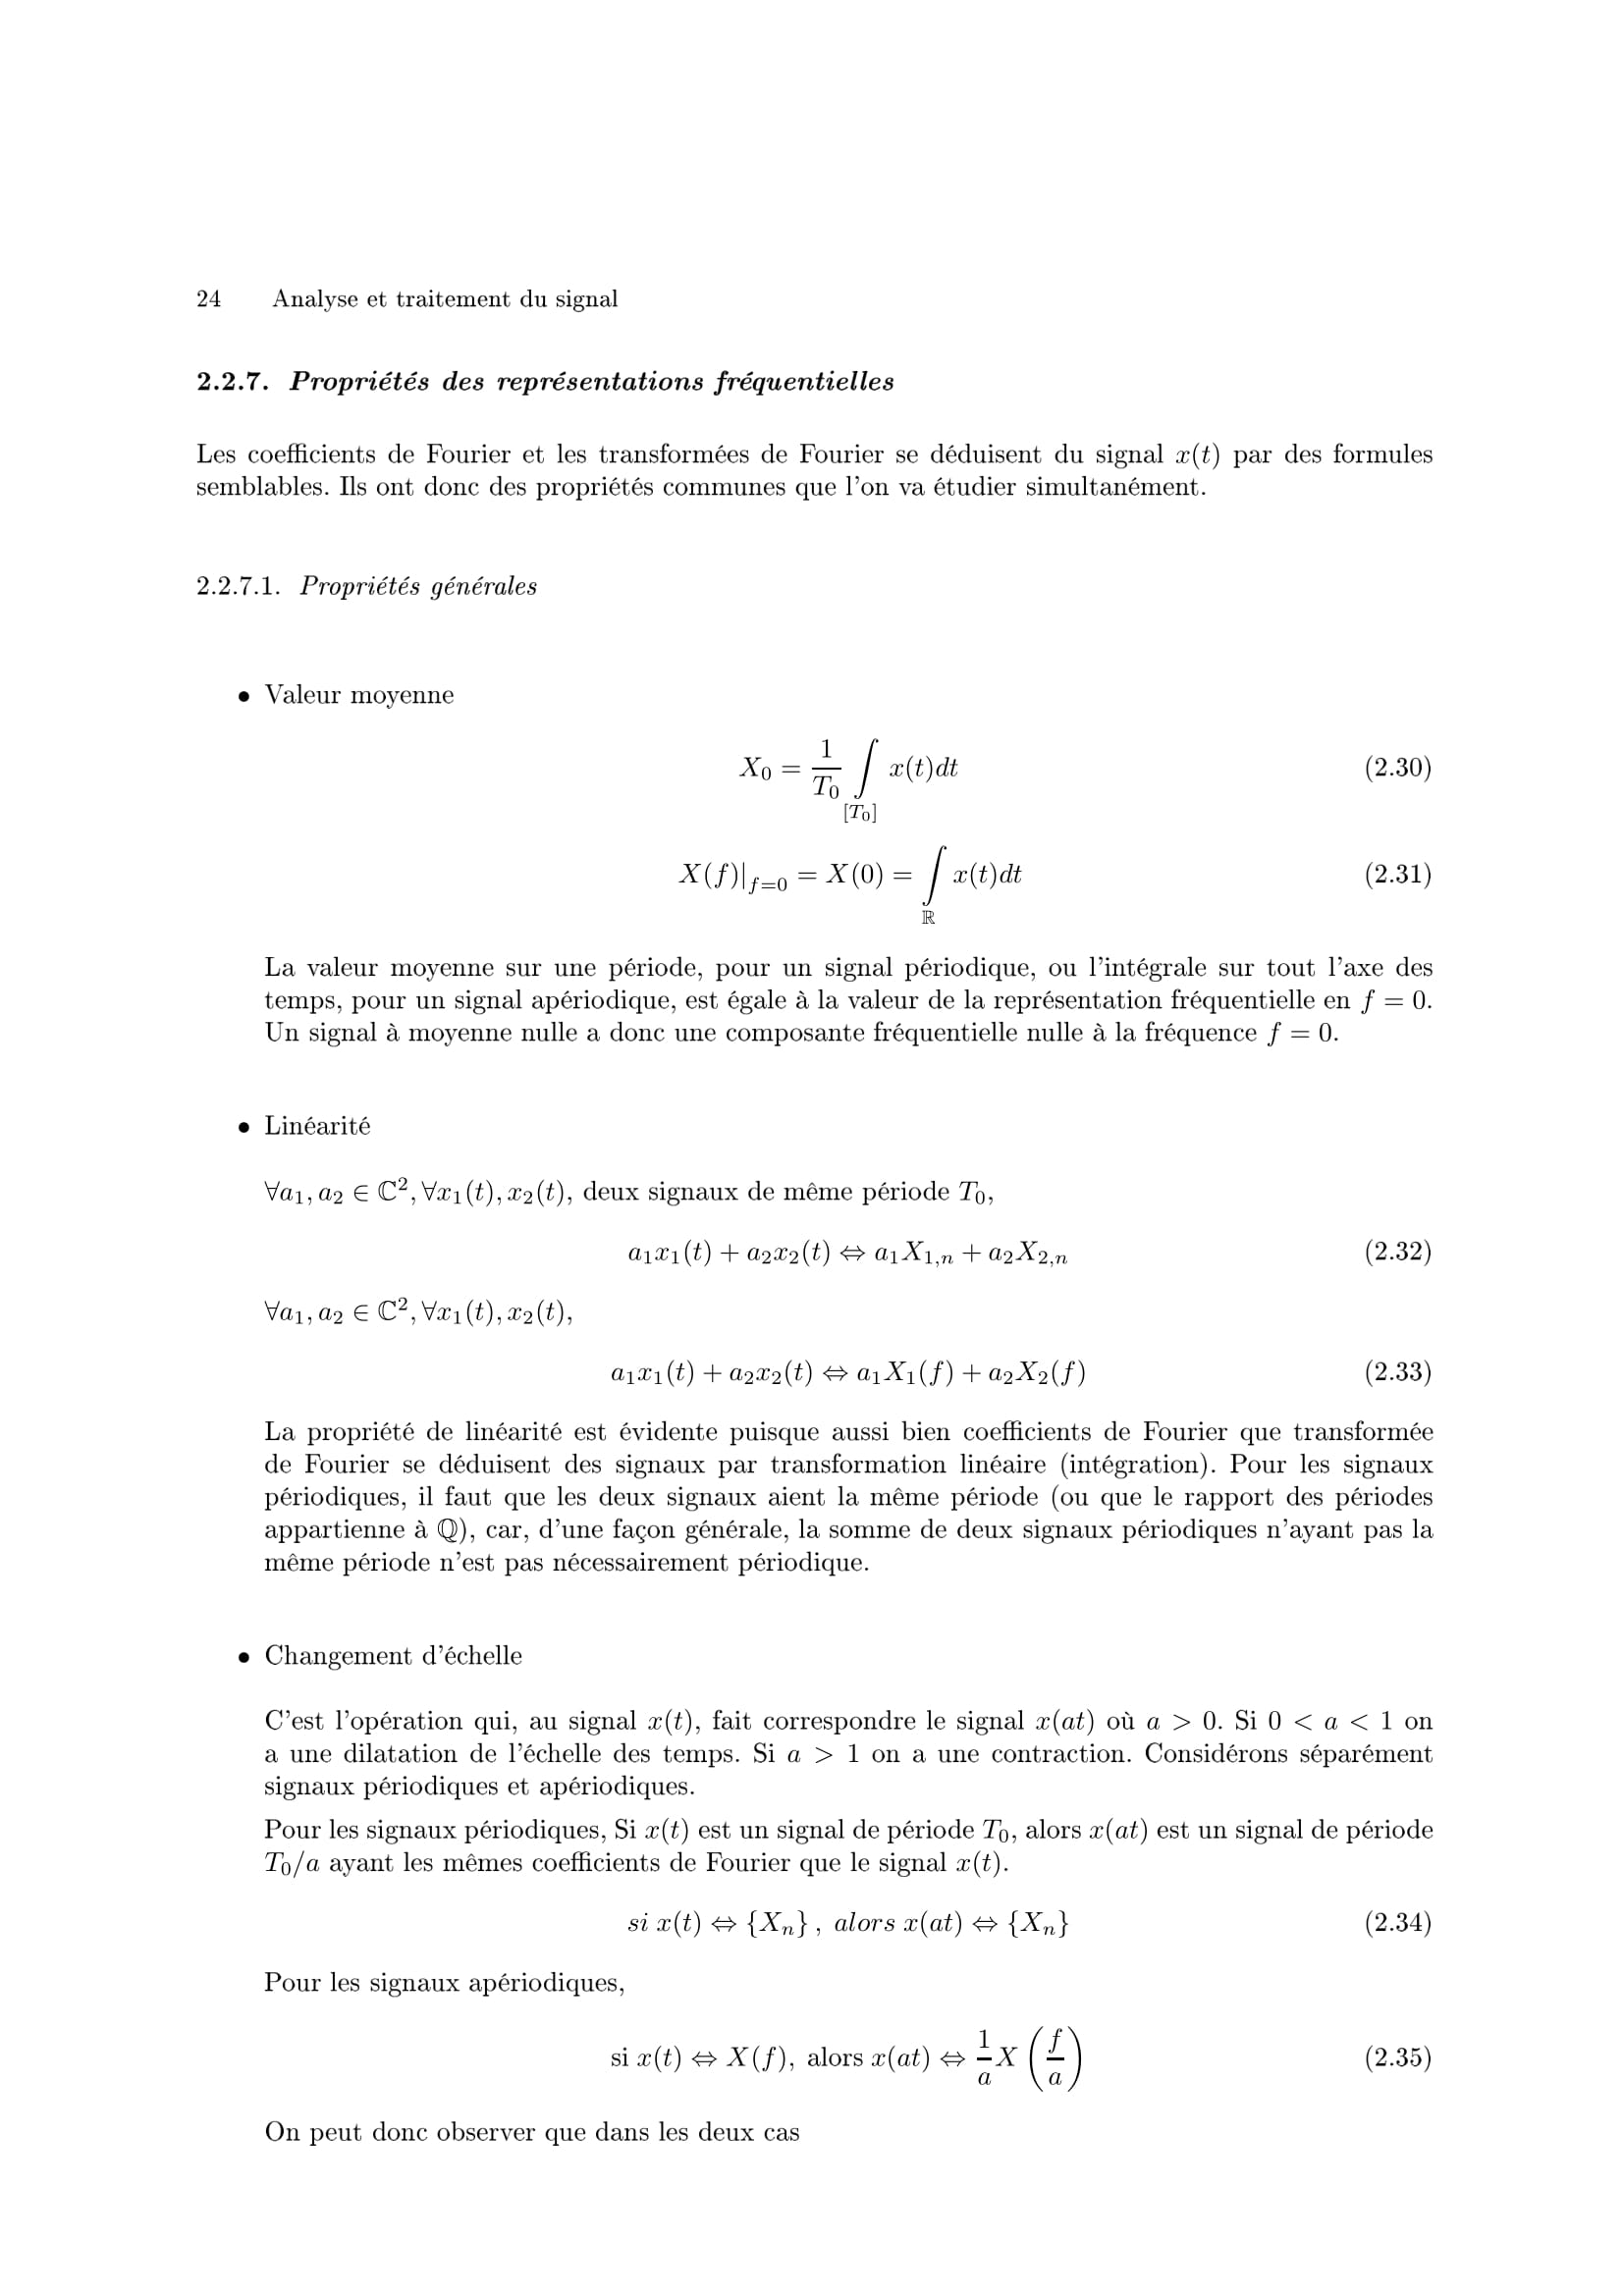 24 Analyse et traitement du signal
2.2.7. Propriétés des représentations fréquentielles
Les coefficients de Fourier et les transformées de Fourier se déduisent du signal x(t) par des formules
semblables. Ils ont donc des propriétés communes que l'on va étudier simultanément.
2.2.7.1. Propriétés générales
• Valeur moyenne
$X_0 = \frac{1}{T_0} \int\limits_{[T_0]} x(t)dt$ (2.30)
$X(f)|_{f=0} = X(0) = \int\limits_{\mathbb{R}} x(t)dt$ (2.31)
La valeur moyenne sur une période, pour un signal périodique, ou l'intégrale sur tout l'axe des
temps, pour un signal apériodique, est égale à la valeur de la représentation fréquentielle en f = 0.
Un signal à moyenne nulle a donc une composante fréquentielle nulle à la fréquence f = 0.
• Linéarité
$\forall a_1, a_2 \in \mathbb{C}^2, \forall x_1(t), x_2(t)$, deux signaux de même période $T_0$,
$a_1x_1(t) + a_2x_2(t) \Leftrightarrow a_1X_{1,n} + a_2X_{2,n}$ (2.32)
$\forall a_1, a_2 \in \mathbb{C}^2, \forall x_1(t), x_2(t)$,
$a_1x_1(t) + a_2x_2(t) \Leftrightarrow a_1X_1(f) + a_2X_2(f)$ (2.33)
La propriété de linéarité est évidente puisque aussi bien coefficients de Fourier que transformée
de Fourier se déduisent des signaux par transformation linéaire (intégration). Pour les signaux
périodiques, il faut que les deux signaux aient la même période (ou que le rapport des périodes
appartienne à ℚ), car, d'une façon générale, la somme de deux signaux périodiques n'ayant pas la
même période n'est pas nécessairement périodique.
• Changement d'échelle
C'est l'opération qui, au signal x(t), fait correspondre le signal x(at) où a > 0. Si 0 < a < 1 on
a une dilatation de l'échelle des temps. Si a > 1 on a une contraction. Considérons séparément
signaux périodiques et apériodiques.
Pour les signaux périodiques, Si x(t) est un signal de période $T_0$, alors x(at) est un signal de période
$T_0/a$ ayant les mêmes coefficients de Fourier que le signal x(t).
$si\ x(t) \Leftrightarrow \{X_n\},\ alors\ x(at) \Leftrightarrow \{X_n\}$ (2.34)
Pour les signaux apériodiques,
si $x(t) \Leftrightarrow X(f)$, alors $x(at) \Leftrightarrow \frac{1}{a}X\left(\frac{f}{a}\right)$ (2.35)
On peut donc observer que dans les deux cas